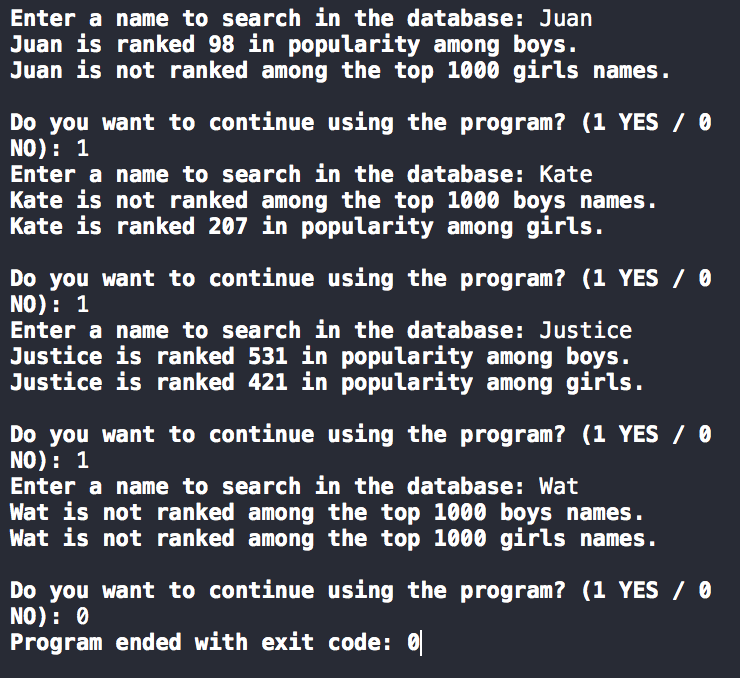 Enter a name to search in the database: Juan
Juan is ranked 98 in popularity among boys.
Juan is not ranked among the top 1000 girls names.
Do you want to continue using the program? (1 YES / 0
NO): 1
Enter a name to search in the database: Kate
Kate is not ranked among the top 1000 boys names.
Kate is ranked 207 in popularity among girls.
Do you want to continue using the program? (1 YES / 0
NO): 1
Enter a name to search in the database: Justice
Justice is ranked 531 in popularity among boys.
Justice is ranked 421 in popularity among girls.
Do you want to continue using the program? (1 YES / 0
NO): 1
Enter a name to search in the database: Wat
Wat is not ranked among the top 1000 boys names.
Wat is not ranked among the top 1000 girls names.
Do you want to continue using the program? (1 YES / 0
NO): 0
Program ended with exit code: 0